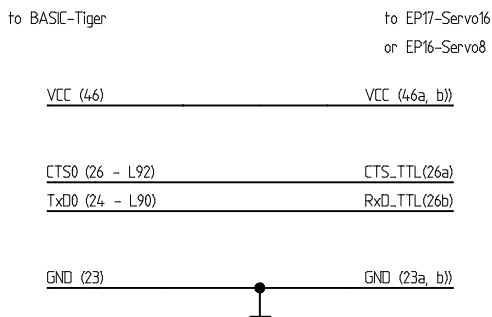 to BASIC-Tiger to EP17-Servo16
or EP16-Servo8
VCC (46) VCC (46a, b))
CTS0 (26 - L92) CTS_TTL(26a)
TxD0 (24 - L90) RxD_TTL(26b)
GND (23) GND (23a, b))